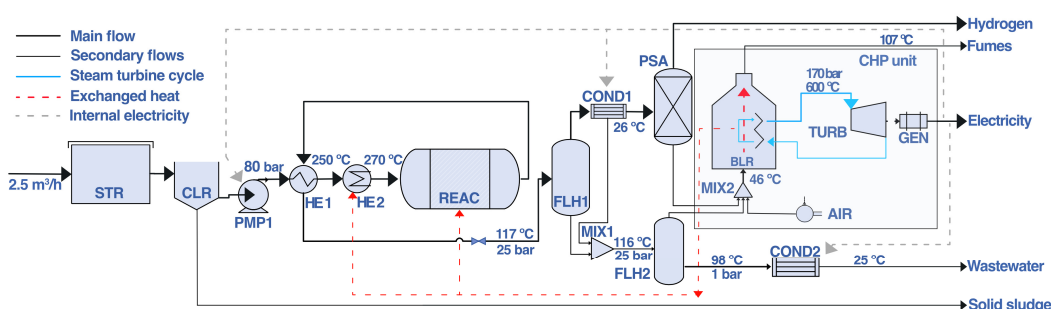 Main flow
Secondary flows
Steam turbine cycle
Exchanged heat
Internal electricity
2.5 m³/h
STR
CLR
80 bar
PMP1
250 °C
HE1
270 °C
HE2
REAC
117 °C
25 bar
FLH1
COND1
26 °C
MIX1
116 °C
25 bar
FLH2
PSA
98 °C
1 bar
COND2
25 °C
107 °C
CHP unit
170 bar
600 °C
TURB
GEN
BLR
MIX2
46 °C
AIR
Hydrogen
Fumes
Electricity
Wastewater
Solid sludge